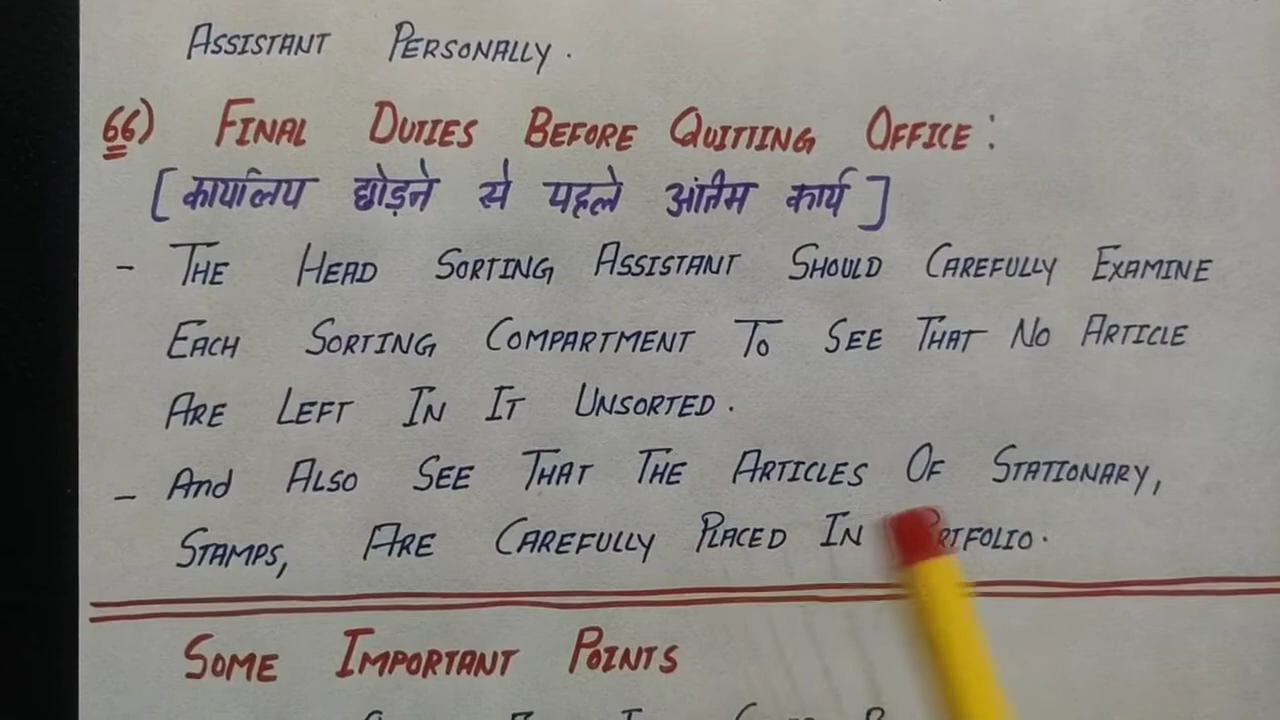 ASSISTANT PERSONALLY.
66) FINAL DUTIES BEFORE QUITTING OFFICE:
[कार्यालय छोड़ने से पहले अंतिम कार्य]
- THE HEAD SORTING ASSISTANT SHOULD CAREFULLY EXAMINE
EACH SORTING COMPARTMENT TO SEE THAT NO ARTICLE
ARE LEFT IN IT UNSORTED.
- And ALSO SEE THAT THE ARTICLES OF STATIONARY,
STAMPS, ARE CAREFULLY PLACED IN PORTFOLIO.
SOME IMPORTANT POINTS